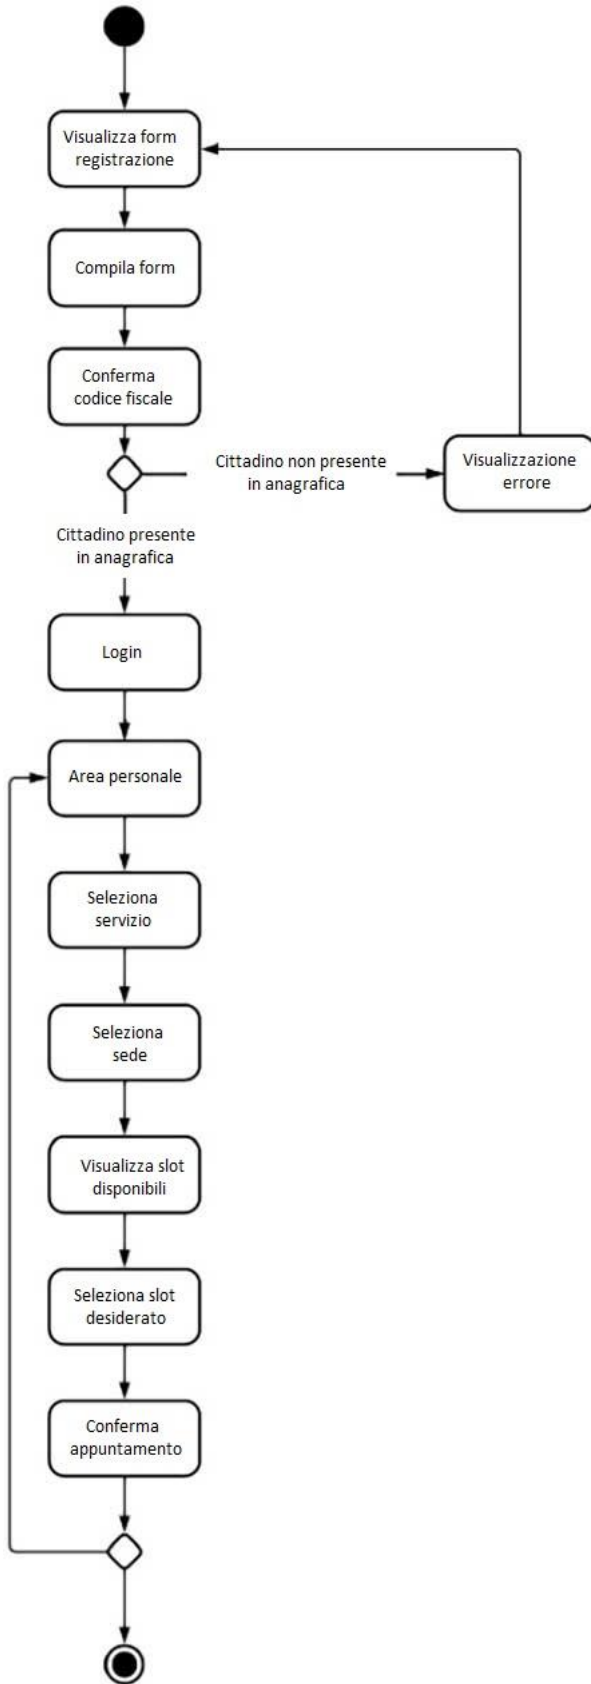 Visualizza form
registrazione
Compila form
Conferma
codice fiscale
Cittadino non presente
in anagrafica
Visualizzazione
errore
Cittadino presente
in anagrafica
Login
Area personale
Seleziona
servizio
Seleziona
sede
Visualizza slot
disponibili
Seleziona slot
desiderato
Conferma
appuntamento